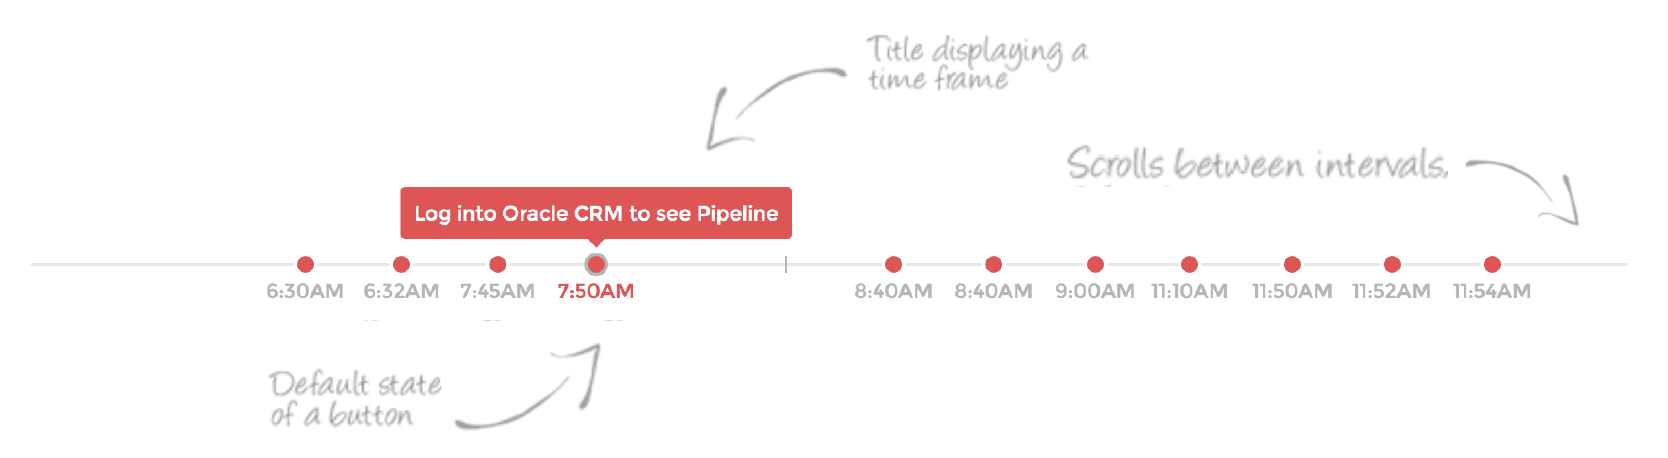 Title displaying a
time frame
Scrolls between intervals.
Log into Oracle CRM to see Pipeline
6:30AM 6:32AM 7:45AM 7:50AM 8:40AM 8:40AM 9:00AM 11:10AM 11:50AM 11:52AM 11:54AM
Default state
of a button